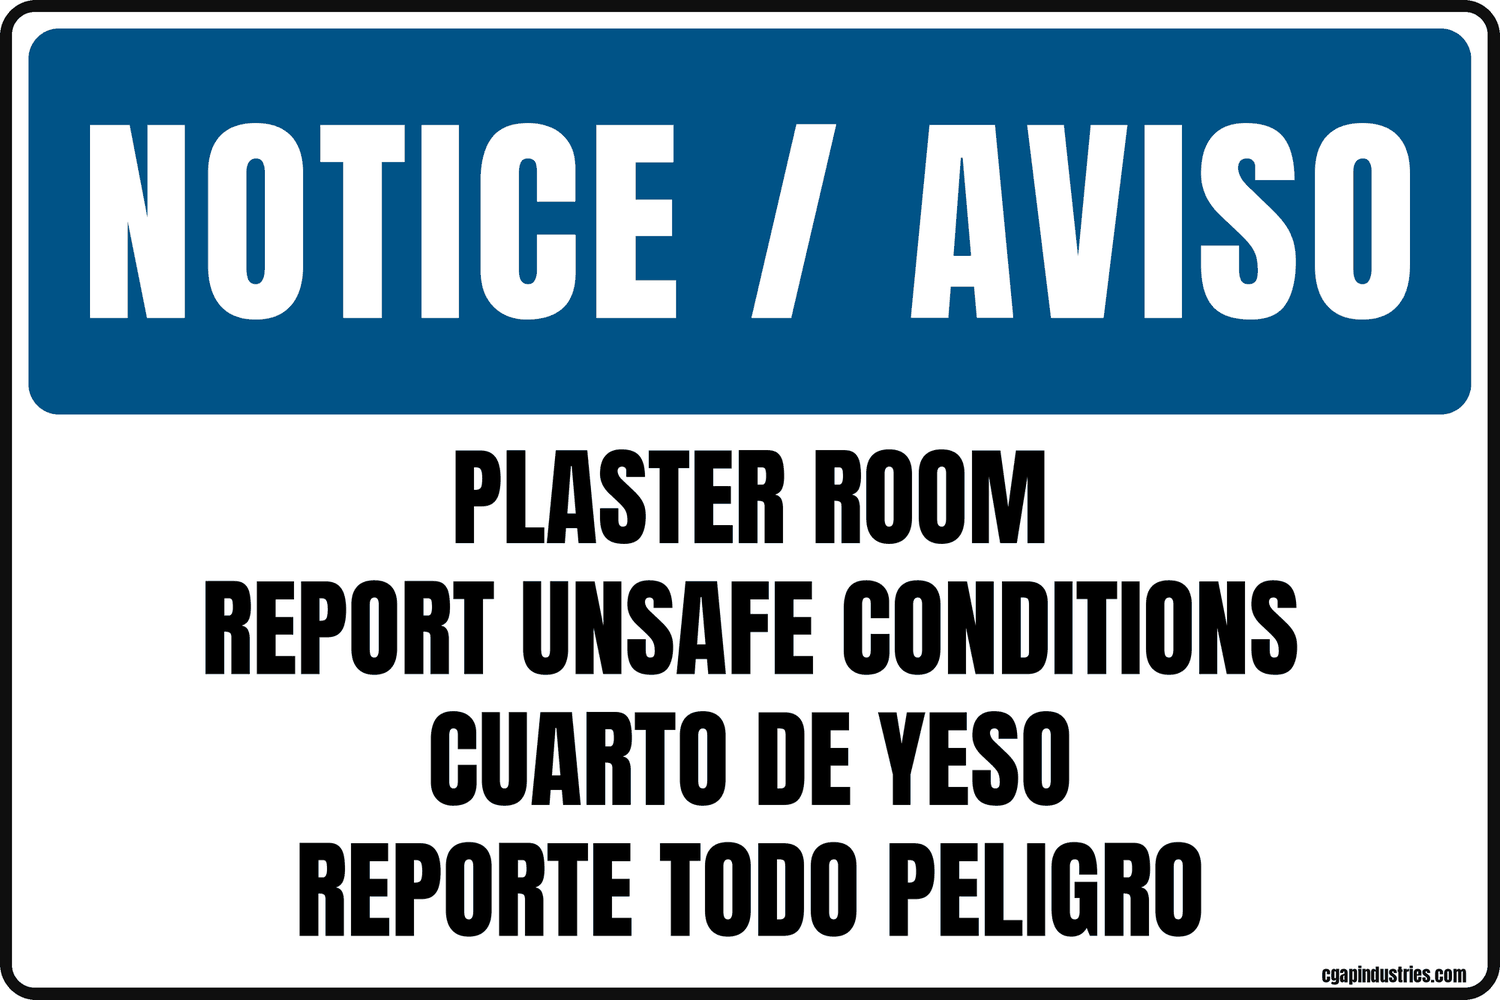 NOTICE / AVISO
PLASTER ROOM
REPORT UNSAFE CONDITIONS
CUARTO DE YESO
REPORTE TODO PELIGRO
cgapindustries.com